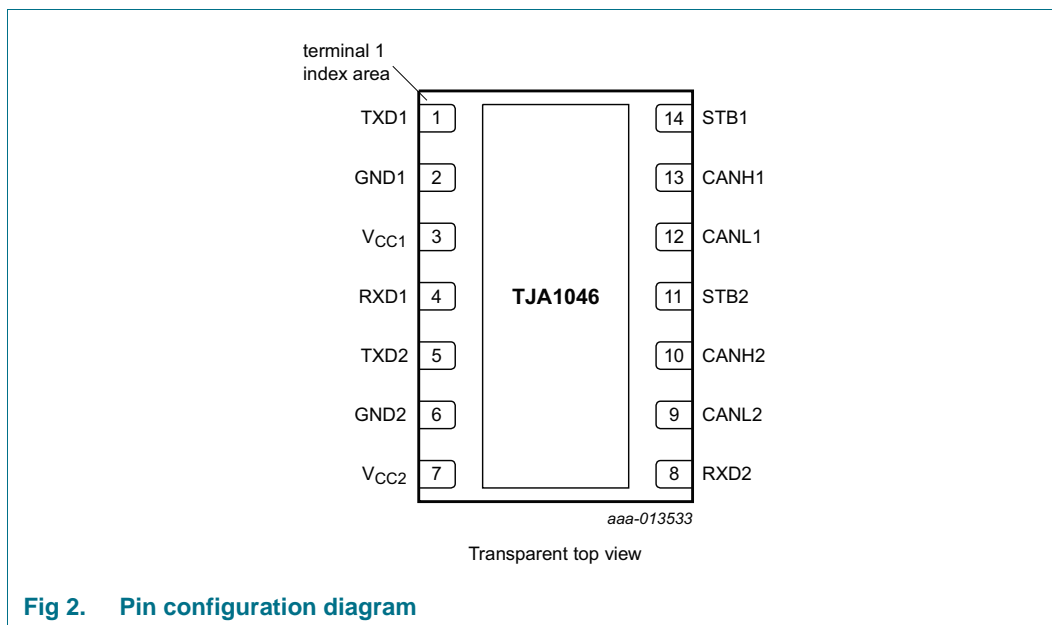 terminal 1
index area
TXD1 1
GND1 2
VCC1 3
RXD1 4
TXD2 5
GND2 6
VCC2 7
TJA1046
14 STB1
13 CANH1
12 CANL1
11 STB2
10 CANH2
9 CANL2
8 RXD2
aaa-013533
Transparent top view
Fig 2. Pin configuration diagram